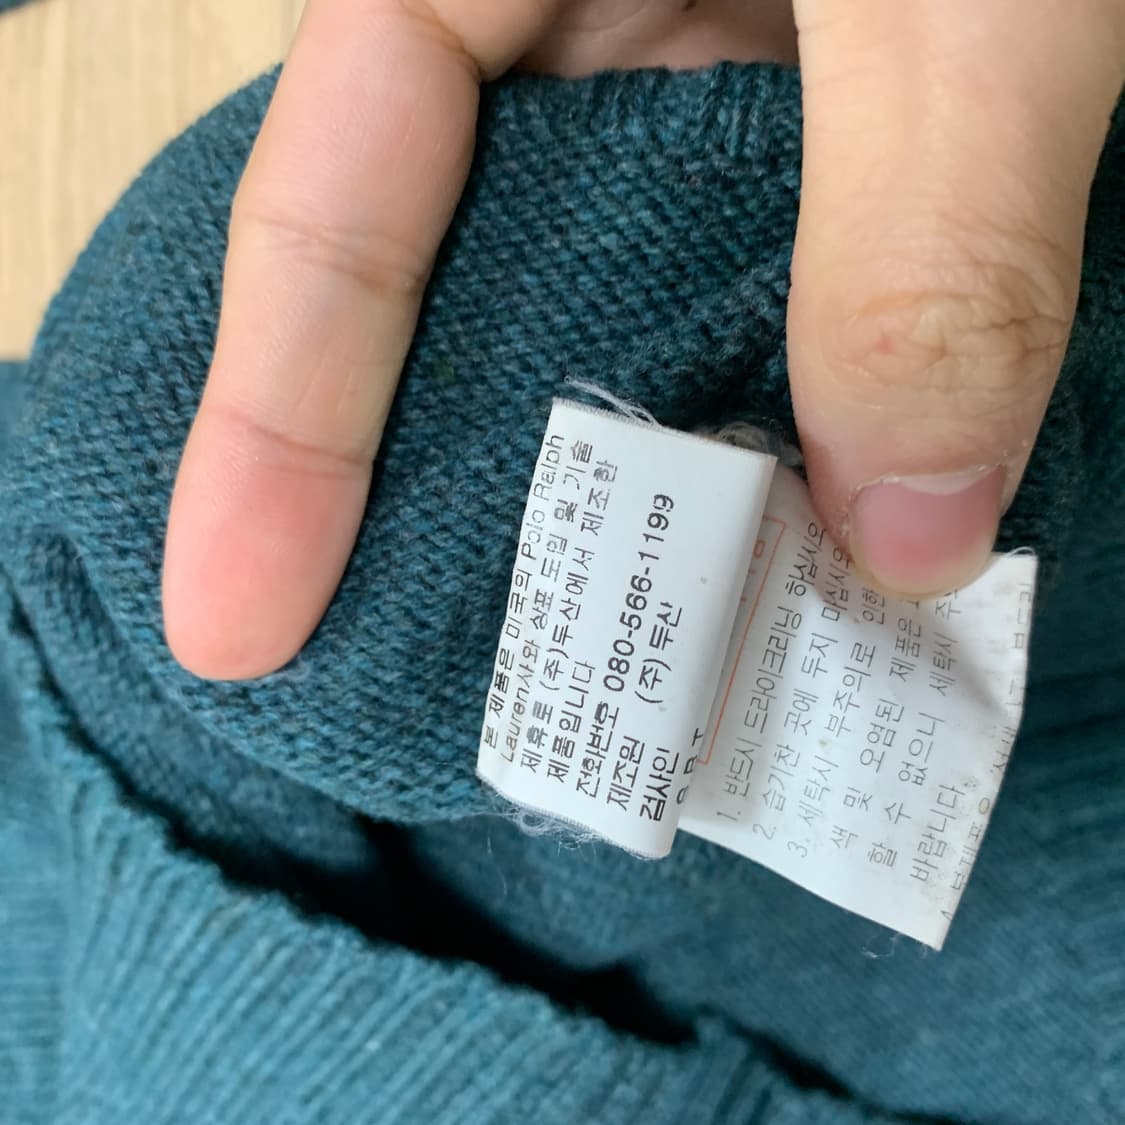 본 제품은 미국의 Polo Ralph
Lauren사와 상표 도입 및 기술
제휴로 (주)두산에서 제조한
제품입니다
전화번호 080-566-1199
제조원 (주)두산
검사인
1. 반드시 드라이크리닝 하십시오
2. 습기찬 곳에 두지 마십시오
3. 세탁시 부주의로 인한
색 및 오염된 제품은
할 수 없으니 세탁시
바랍니다
4. 본제품은